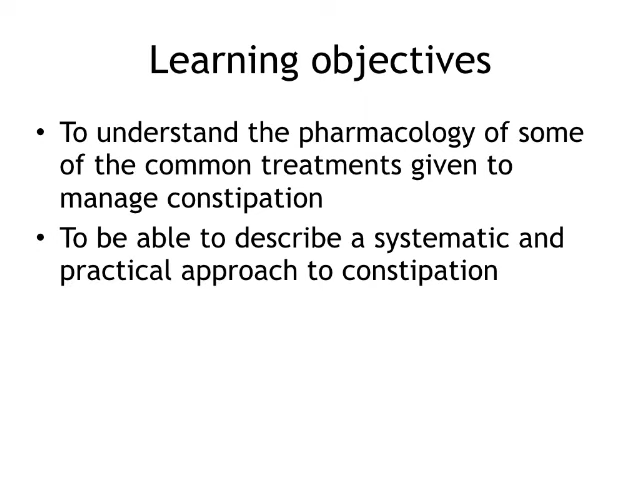 Learning objectives
• To understand the pharmacology of some
of the common treatments given to
manage constipation
• To be able to describe a systematic and
practical approach to constipation